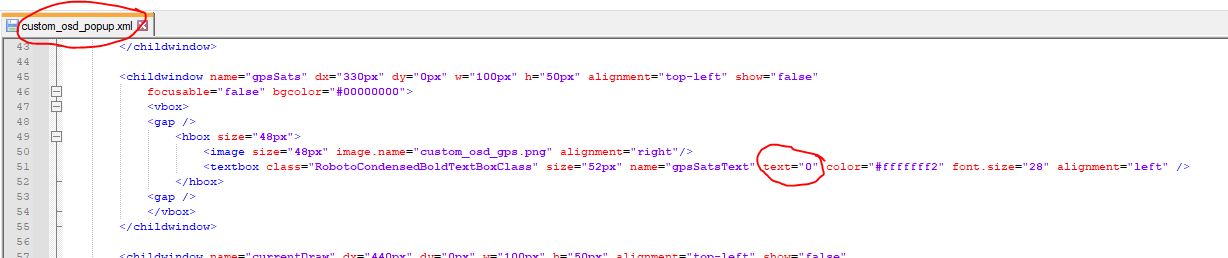 custom_osd_popup.xml
43 </childwindow>
44
45 <childwindow name="gpsSats" dx="330px" dy="0px" w="100px" h="50px" alignment="top-left" show="false"
46 focusable="false" bgcolor="#00000000">
47 <vbox>
48 <gap />
49 <hbox size="48px">
50 <image size="48px" image.name="custom_osd_gps.png" alignment="right"/>
51 <textbox class="RobotoCondensedBoldTextBoxClass" size="52px" name="gpsSatsText" text="0" color="#fffffff2" font.size="28" alignment="left" />
52 </hbox>
53 <gap />
54 </vbox>
55 </childwindow>
56
57 <childwindow name="currentDraw" dx="440px" dy="0px" w="100px" h="50px" alignment="top-left" show="false"